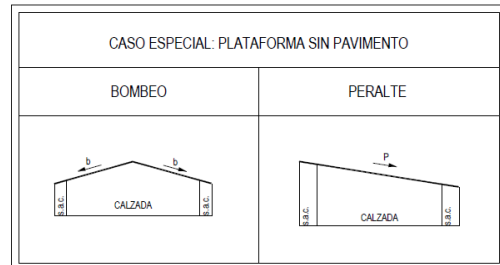 CASO ESPECIAL: PLATAFORMA SIN PAVIMENTO
BOMBEO
PERALTE
b
b
s.a.c.
CALZADA
s.a.c.
P
s.a.c.
CALZADA
s.a.c.